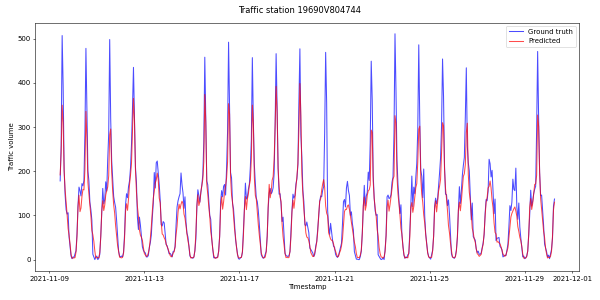 Traffic station 19690V804744
Ground truth
Predicted
Traffic volume
500
400
300
200
100
0
2021-11-09
2021-11-13
2021-11-17
2021-11-21
2021-11-25
2021-11-29
2021-12-01
Timestamp